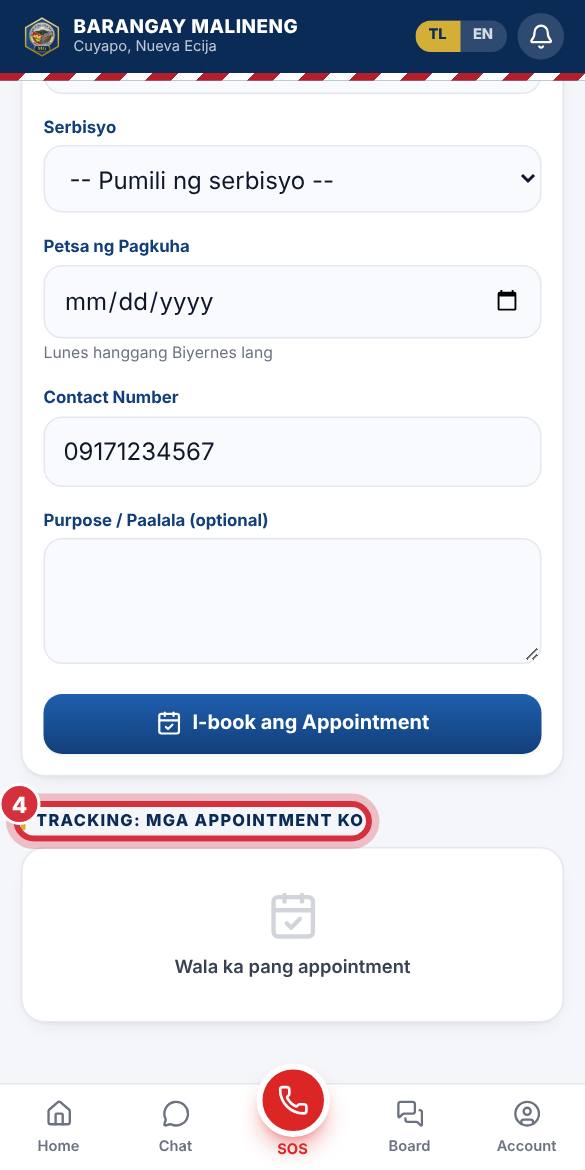 BARANGAY MALINENG
Cuyapo, Nueva Ecija
TL EN
Serbisyo
-- Pumili ng serbisyo --
Petsa ng Pagkuha
mm/dd/yyyy
Lunes hanggang Biyernes lang
Contact Number
09171234567
Purpose / Paalala (optional)
I-book ang Appointment
4
TRACKING: MGA APPOINTMENT KO
Wala ka pang appointment
Home Chat SOS Board Account